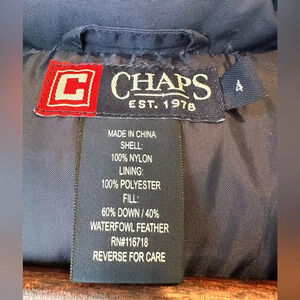 C CHAPS
EST. 1978
4
MADE IN CHINA
SHELL:
100% NYLON
LINING:
100% POLYESTER
FILL:
60% DOWN / 40%
WATERFOWL FEATHER
RN#116718
REVERSE FOR CARE